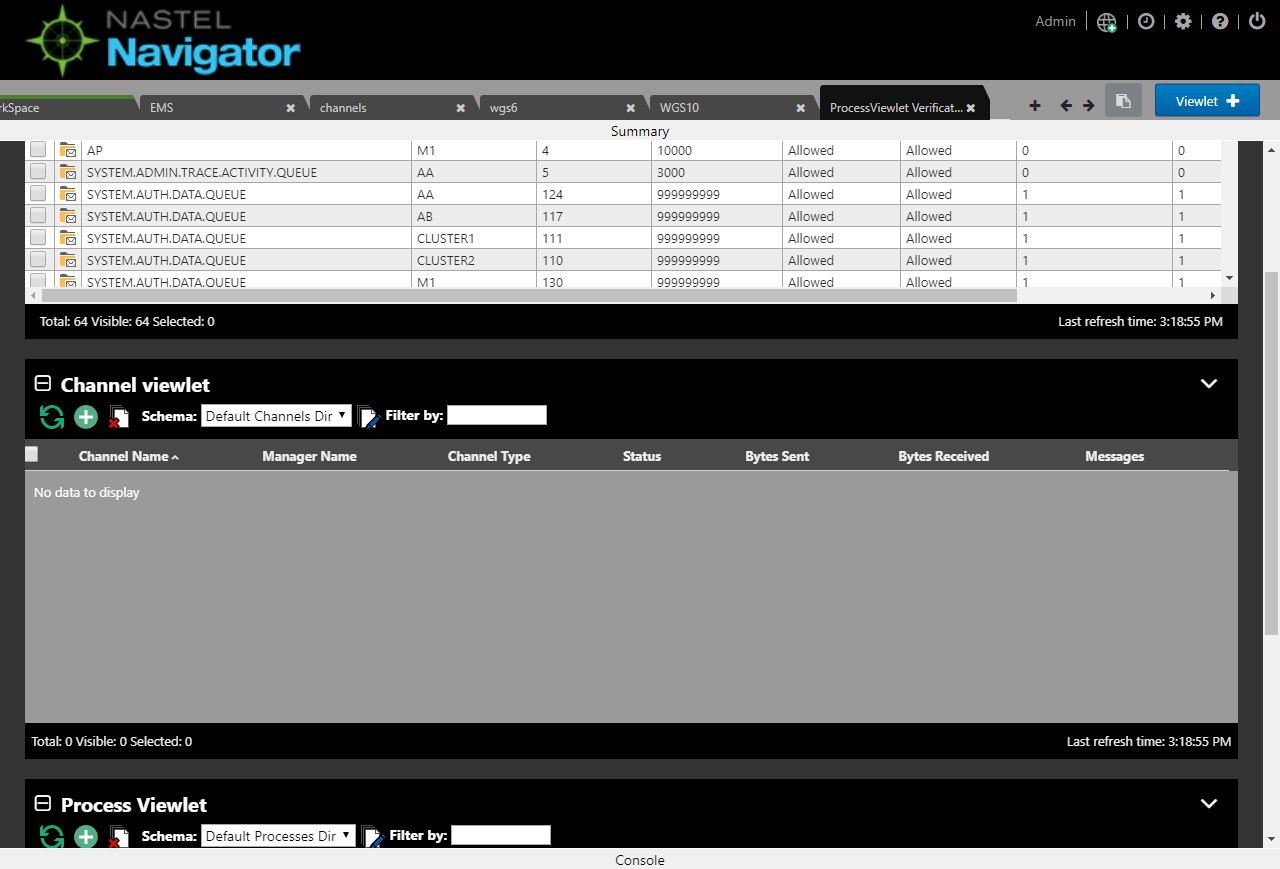 NASTEL
Navigator
Admin
rkSpace
EMS
channels
wgs6
WGS10
ProcessViewlet Verificat...
Viewlet
Summary
AP M1 4 10000 Allowed Allowed 0 0
SYSTEM.ADMIN.TRACE.ACTIVITY.QUEUE AA 5 3000 Allowed Allowed 0 0
SYSTEM.AUTH.DATA.QUEUE AA 124 999999999 Allowed Allowed 1 1
SYSTEM.AUTH.DATA.QUEUE AB 117 999999999 Allowed Allowed 1 1
SYSTEM.AUTH.DATA.QUEUE CLUSTER1 111 999999999 Allowed Allowed 1 1
SYSTEM.AUTH.DATA.QUEUE CLUSTER2 110 999999999 Allowed Allowed 1 1
SYSTEM.AUTH.DATA.QUEUE M1 130 999999999 Allowed Allowed 1 1
Total: 64 Visible: 64 Selected: 0 Last refresh time: 3:18:55 PM
Channel viewlet
Schema: Default Channels Dir Filter by:
Channel Name Manager Name Channel Type Status Bytes Sent Bytes Received Messages
No data to display
Total: 0 Visible: 0 Selected: 0 Last refresh time: 3:18:55 PM
Process Viewlet
Schema: Default Processes Dir Filter by:
Console